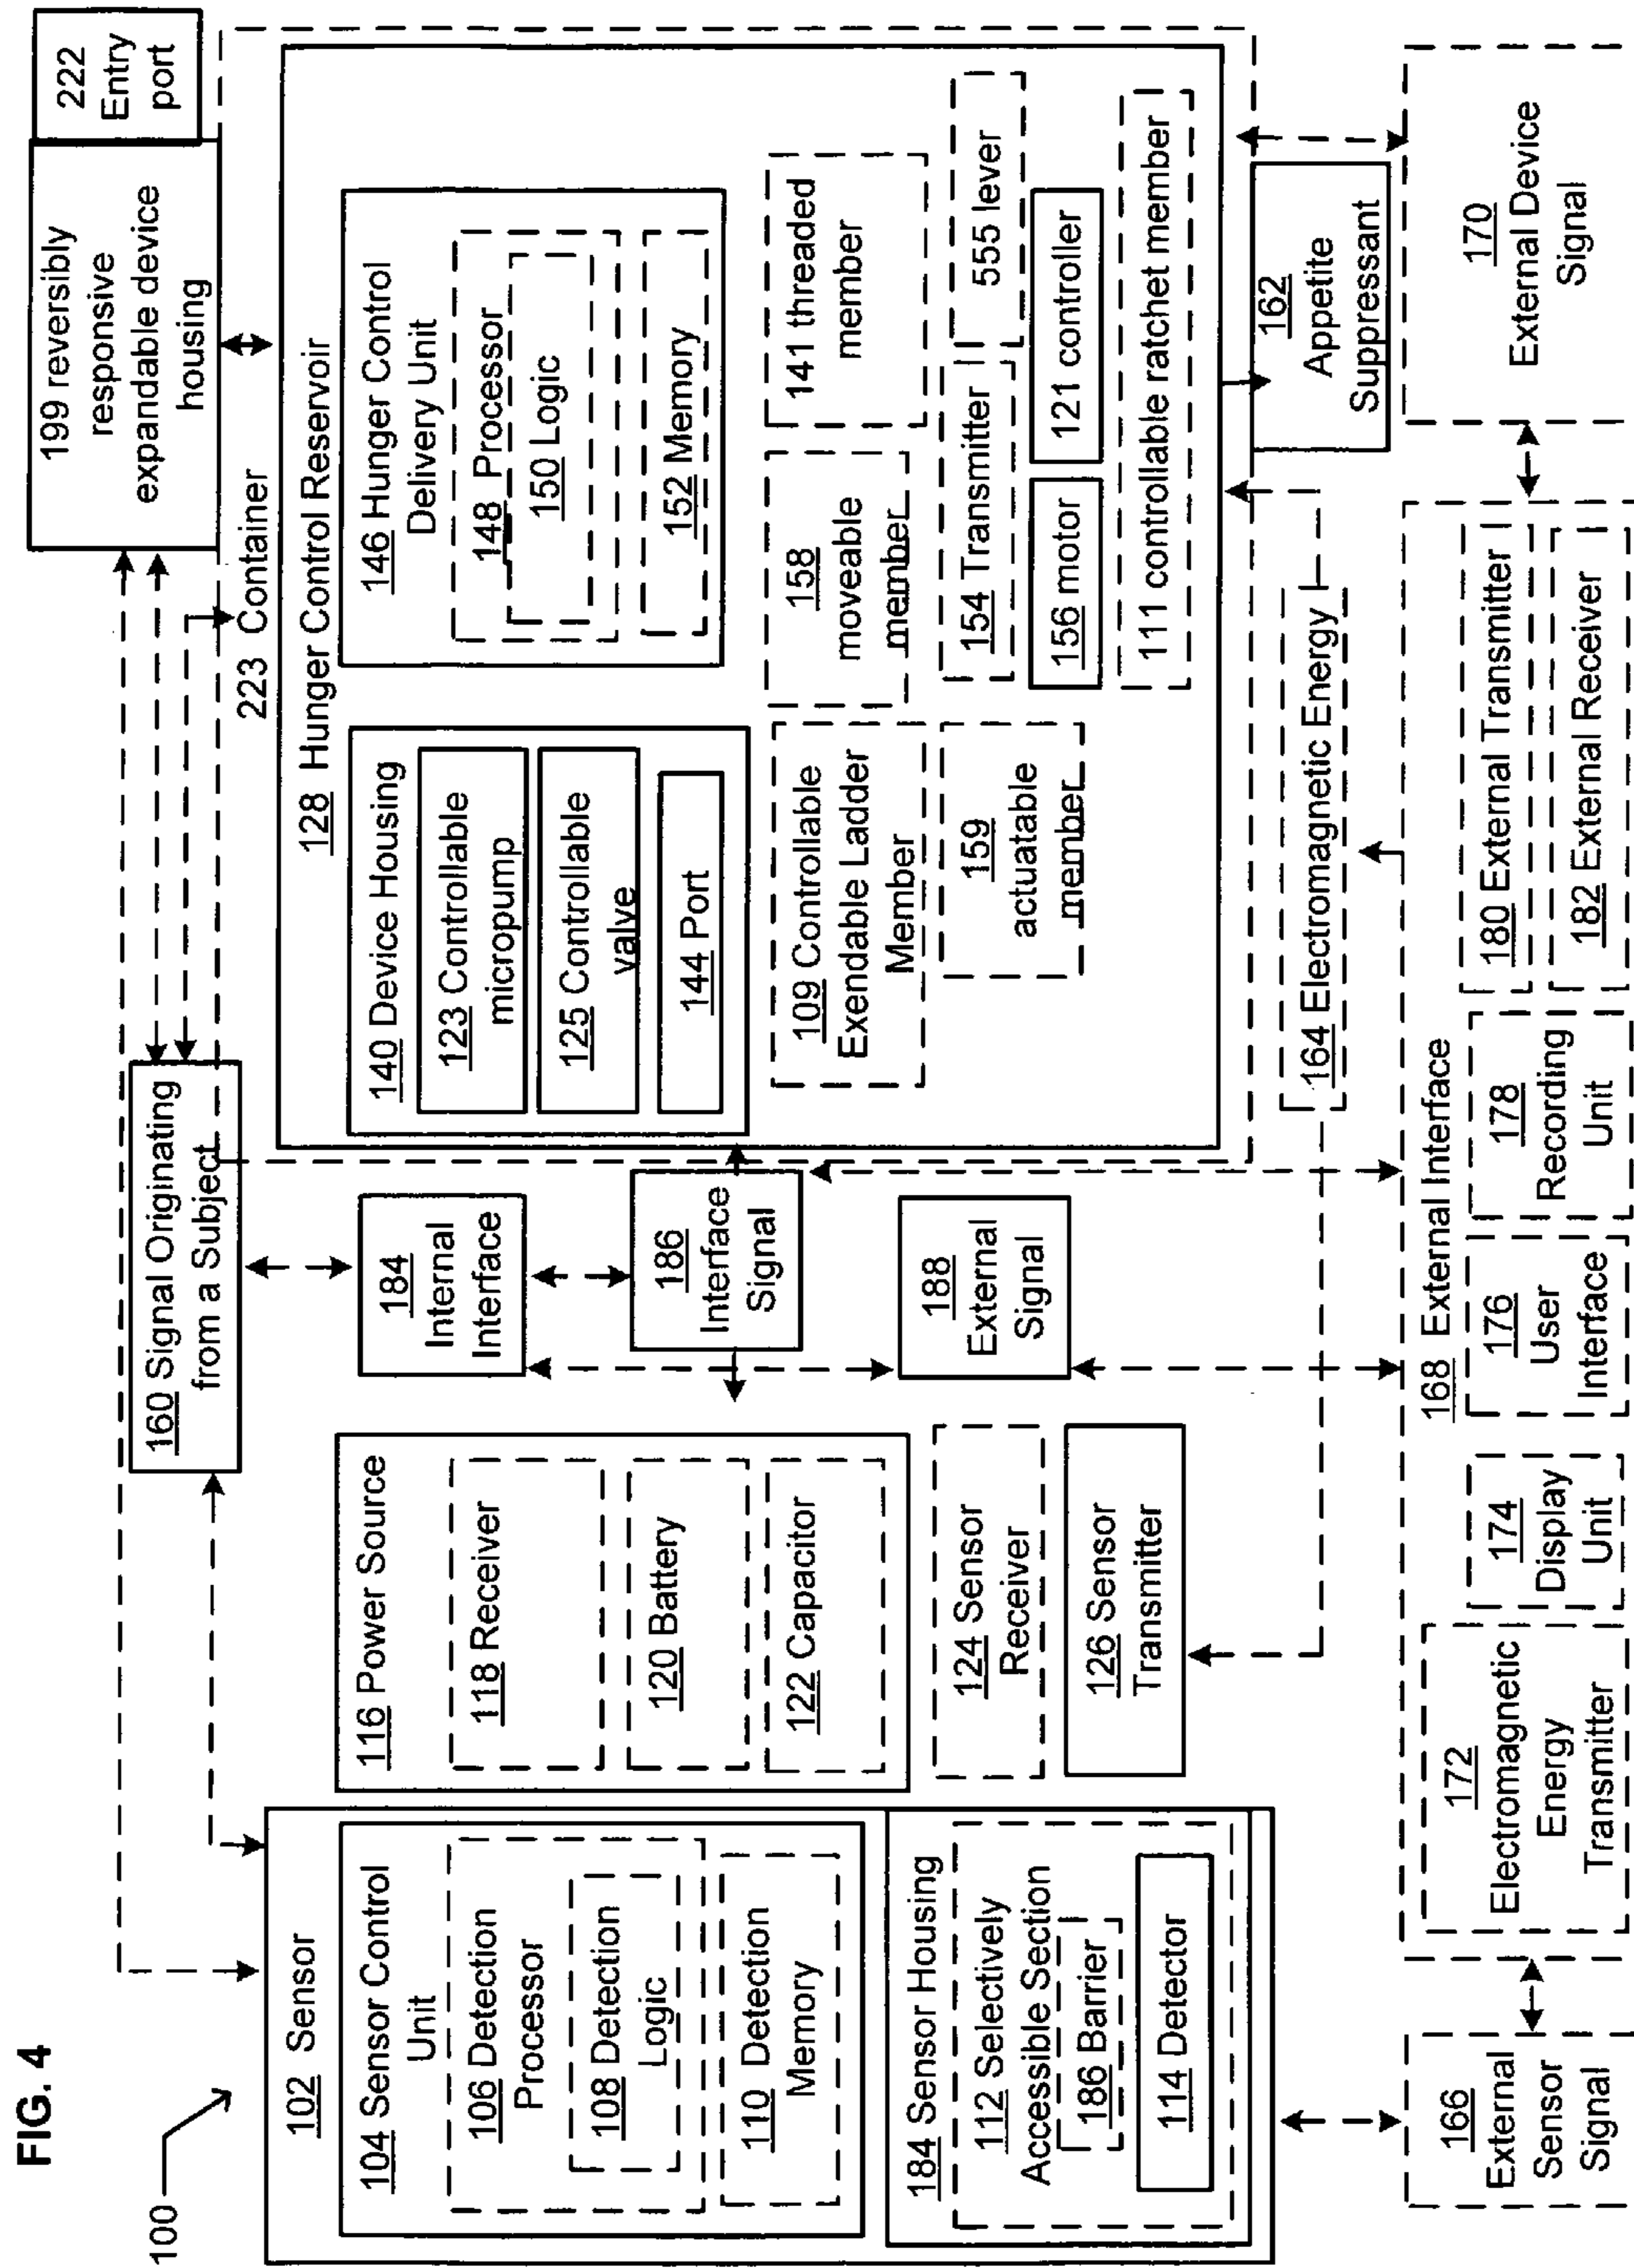 FIG. 4
100
102 Sensor
104 Sensor Control
Unit
106 Detection
Processor
108 Detection
Logic
110 Detection
Memory
184 Sensor Housing
112 Selectively
Accessible Section
186 Barrier
114 Detector
116 Power Source
118 Receiver
120 Battery
122 Capacitor
124 Sensor
Receiver
126 Sensor
Transmitter
160 Signal Originating
from a Subject
184
Internal
Interface
186
Interface
Signal
188
External
Signal
199 reversibly
responsive
expandable device
housing
222
Entry
port
223 Container
128 Hunger Control Reservoir
140 Device Housing
123 Controllable
micropump
125 Controllable
valve
144 Port
146 Hunger Control
Delivery Unit
148 Processor
150 Logic
152 Memory
109 Controllable
Exendable Ladder
Member
158
moveable
member
141 threaded
member
159
actuatable
member
154 Transmitter
555 lever
156 motor
121 controller
111 controllable ratchet member
162
Appetite
Suppressant
164 Electromagnetic Energy
166
External
Sensor
Signal
168 External Interface
172
Electromagnetic
Energy
Transmitter
174
Display
Unit
176
User
Interface
178
Recording
Unit
180 External Transmitter
182 External Receiver
170
External Device
Signal